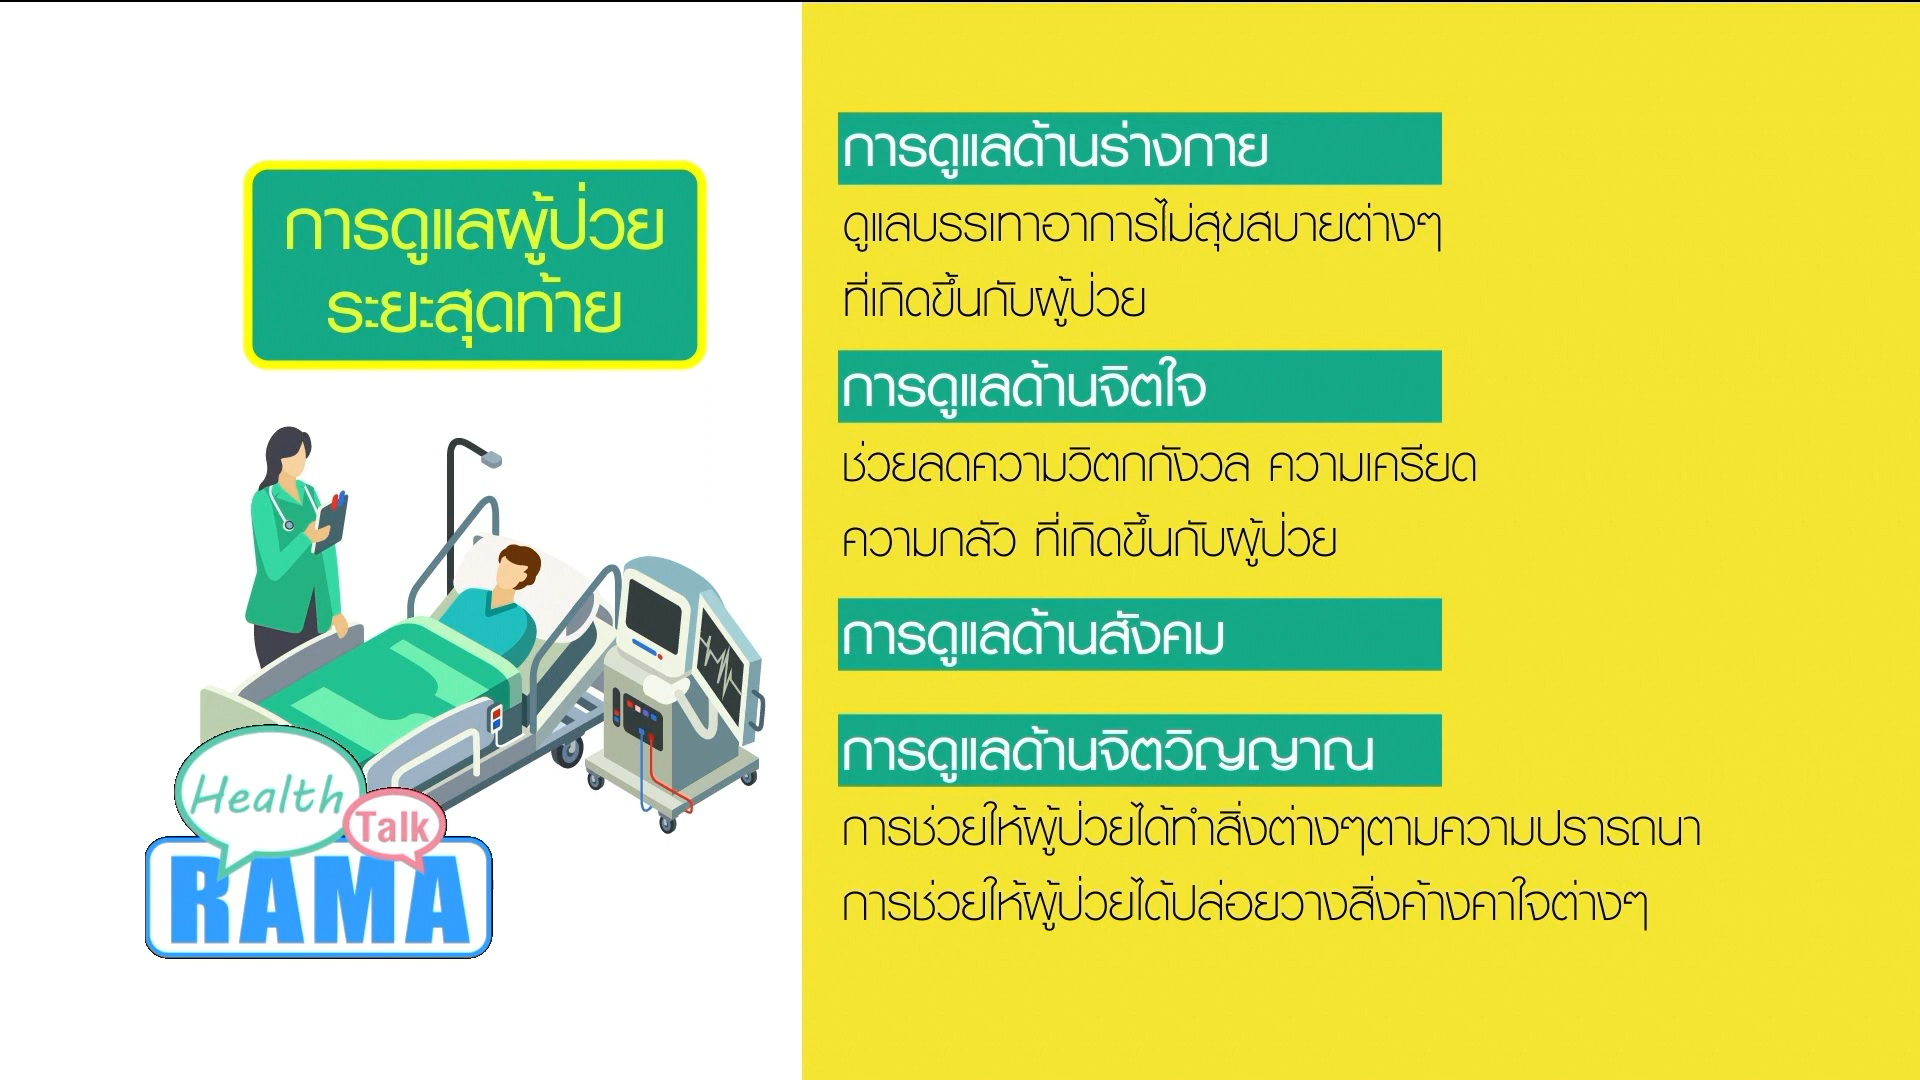 การดูแลผู้ป่วย
ระยะสุดท้าย
Health
Talk
RAMA
การดูแลด้านร่างกาย
ดูแลบรรเทาอาการไม่สุขสบายต่างๆ
ที่เกิดขึ้นกับผู้ป่วย
การดูแลด้านจิตใจ
ช่วยลดความวิตกกังวล ความเครียด
ความกลัว ที่เกิดขึ้นกับผู้ป่วย
การดูแลด้านสังคม
การดูแลด้านจิตวิญญาณ
การช่วยให้ผู้ป่วยได้ทำสิ่งต่างๆตามความปรารถนา
การช่วยให้ผู้ป่วยได้ปล่อยวางสิ่งค้างคาใจต่างๆ